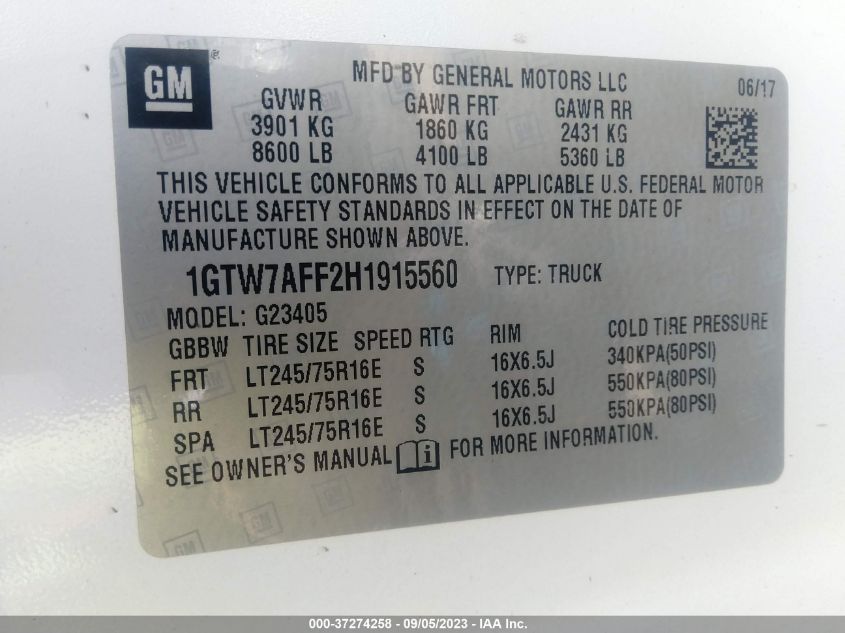 GM ®
MFD BY GENERAL MOTORS LLC 06/17
GVWR GAWR FRT GAWR RR
3901 KG 1860 KG 2431 KG
8600 LB 4100 LB 5360 LB
THIS VEHICLE CONFORMS TO ALL APPLICABLE U.S. FEDERAL MOTOR
VEHICLE SAFETY STANDARDS IN EFFECT ON THE DATE OF
MANUFACTURE SHOWN ABOVE.
1GTW7AFF2H1915560 TYPE: TRUCK
MODEL: G23405
GBBW TIRE SIZE SPEED RTG RIM COLD TIRE PRESSURE
FRT LT245/75R16E S 16X6.5J 340KPA(50PSI)
RR LT245/75R16E S 16X6.5J 550KPA(80PSI)
SPA LT245/75R16E S 16X6.5J 550KPA(80PSI)
SEE OWNER'S MANUAL i FOR MORE INFORMATION.
GM
000-37274258 - 09/05/2023 - IAA Inc.